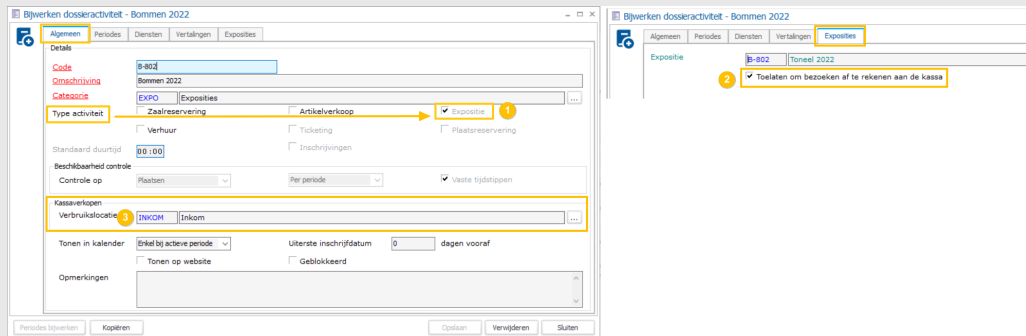 Bijwerken dossieractiviteit - Bommen 2022
Algemeen Periodes Diensten Vertalingen Exposities
Details
Code B-802
Omschrijving Bommen 2022
Categorie EXPO Exposities ...
Type activiteit Zaalreservering Artikelverkoop Expositie 1
Verhuur Ticketing Plaatsreservering
Standaard duurtijd 00:00 Inschrijvingen
Beschikbaarheid controle
Controle op Plaatsen Per periode Vaste tijdstippen
Kassaverkopen
Verbruikslocatie 3 INKOM Inkom ...
Tonen in kalender Enkel bij actieve periode Uiterste inschrijfdatum 0 dagen vooraf
Tonen op website Geblokkeerd
Opmerkingen
Periodes bijwerken Kopiëren Opslaan Verwijderen Sluiten
Bijwerken dossieractiviteit - Bommen 2022
Algemeen Periodes Diensten Vertalingen Exposities
Expositie B-802 Toneel 2022
2 Toelaten om bezoeken af te rekenen aan de kassa